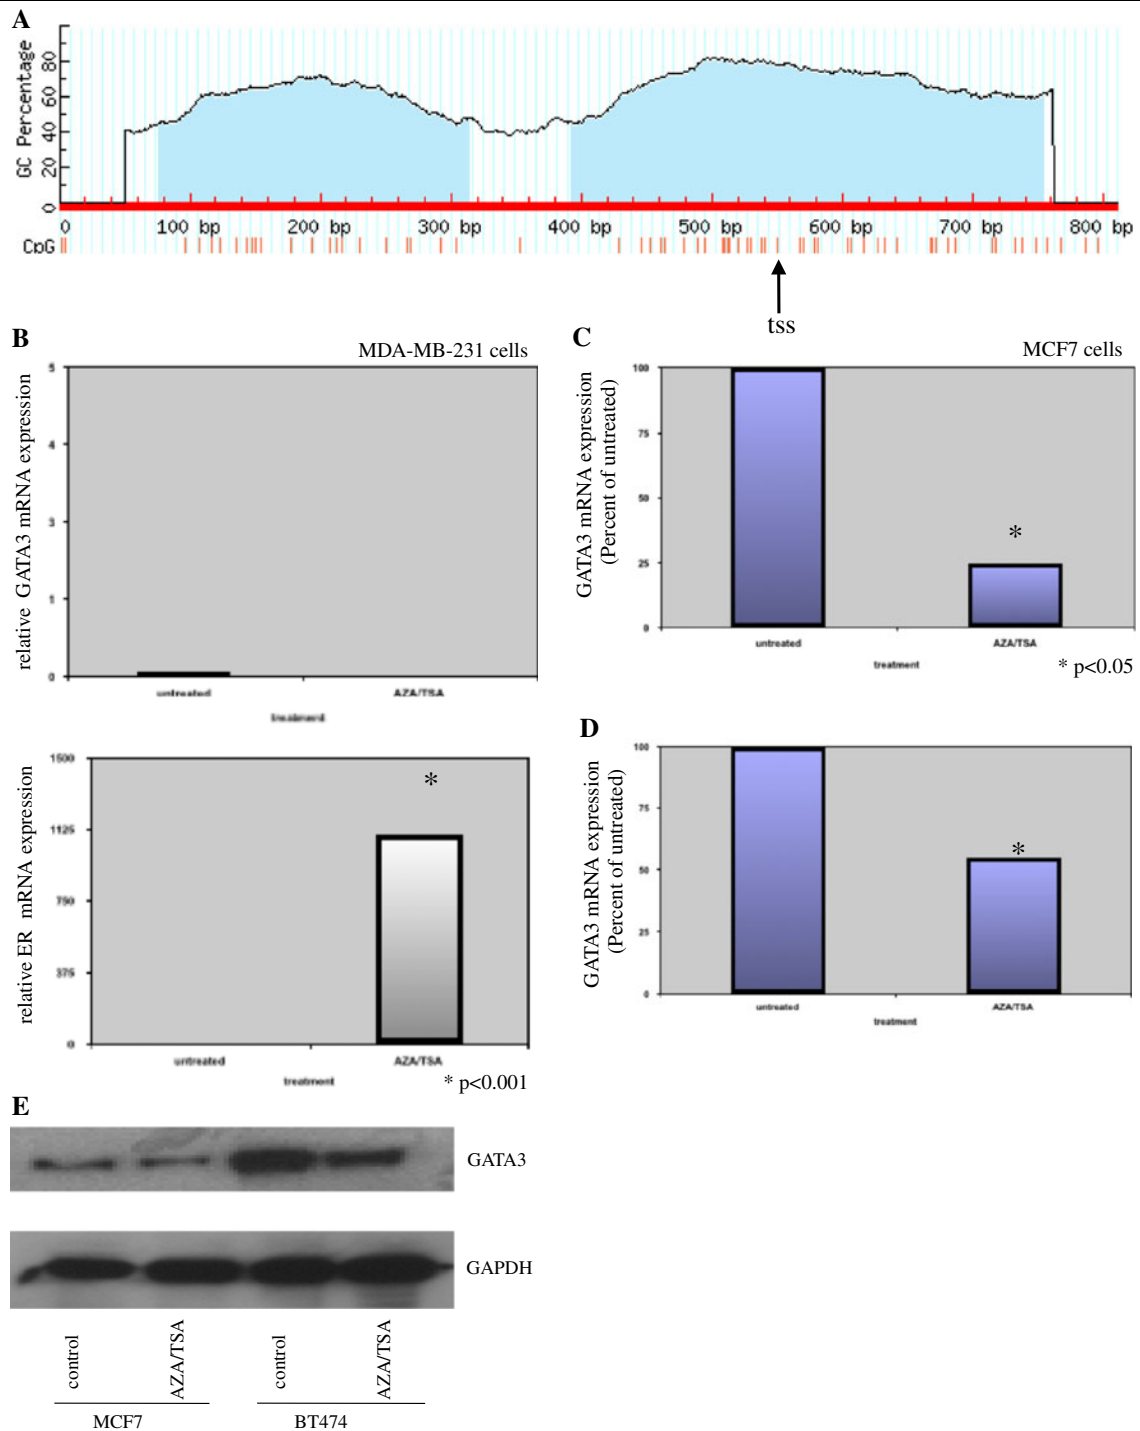 A
GC Percentage
80
60
40
20
0
0 100 bp 200 bp 300 bp 400 bp 500 bp 600 bp 700 bp 800 bp
CpG
tss
B
MDA-MB-231 cells
relative GATA3 mRNA expression
5
4
3
1
0
untreated AZA/TSA
treatment
relative ER mRNA expression
1500
1125
750
375
0
*
untreated AZA/TSA
treatment
* p<0.001
C
MCF7 cells
GATA3 mRNA expression
(Percent of untreated)
100
75
50
25
0
*
untreated AZA/TSA
treatment
* p<0.05
D
GATA3 mRNA expression
(Percent of untreated)
100
75
50
25
0
*
untreated AZA/TSA
treatment
E
GATA3
GAPDH
control AZA/TSA control AZA/TSA
MCF7 BT474